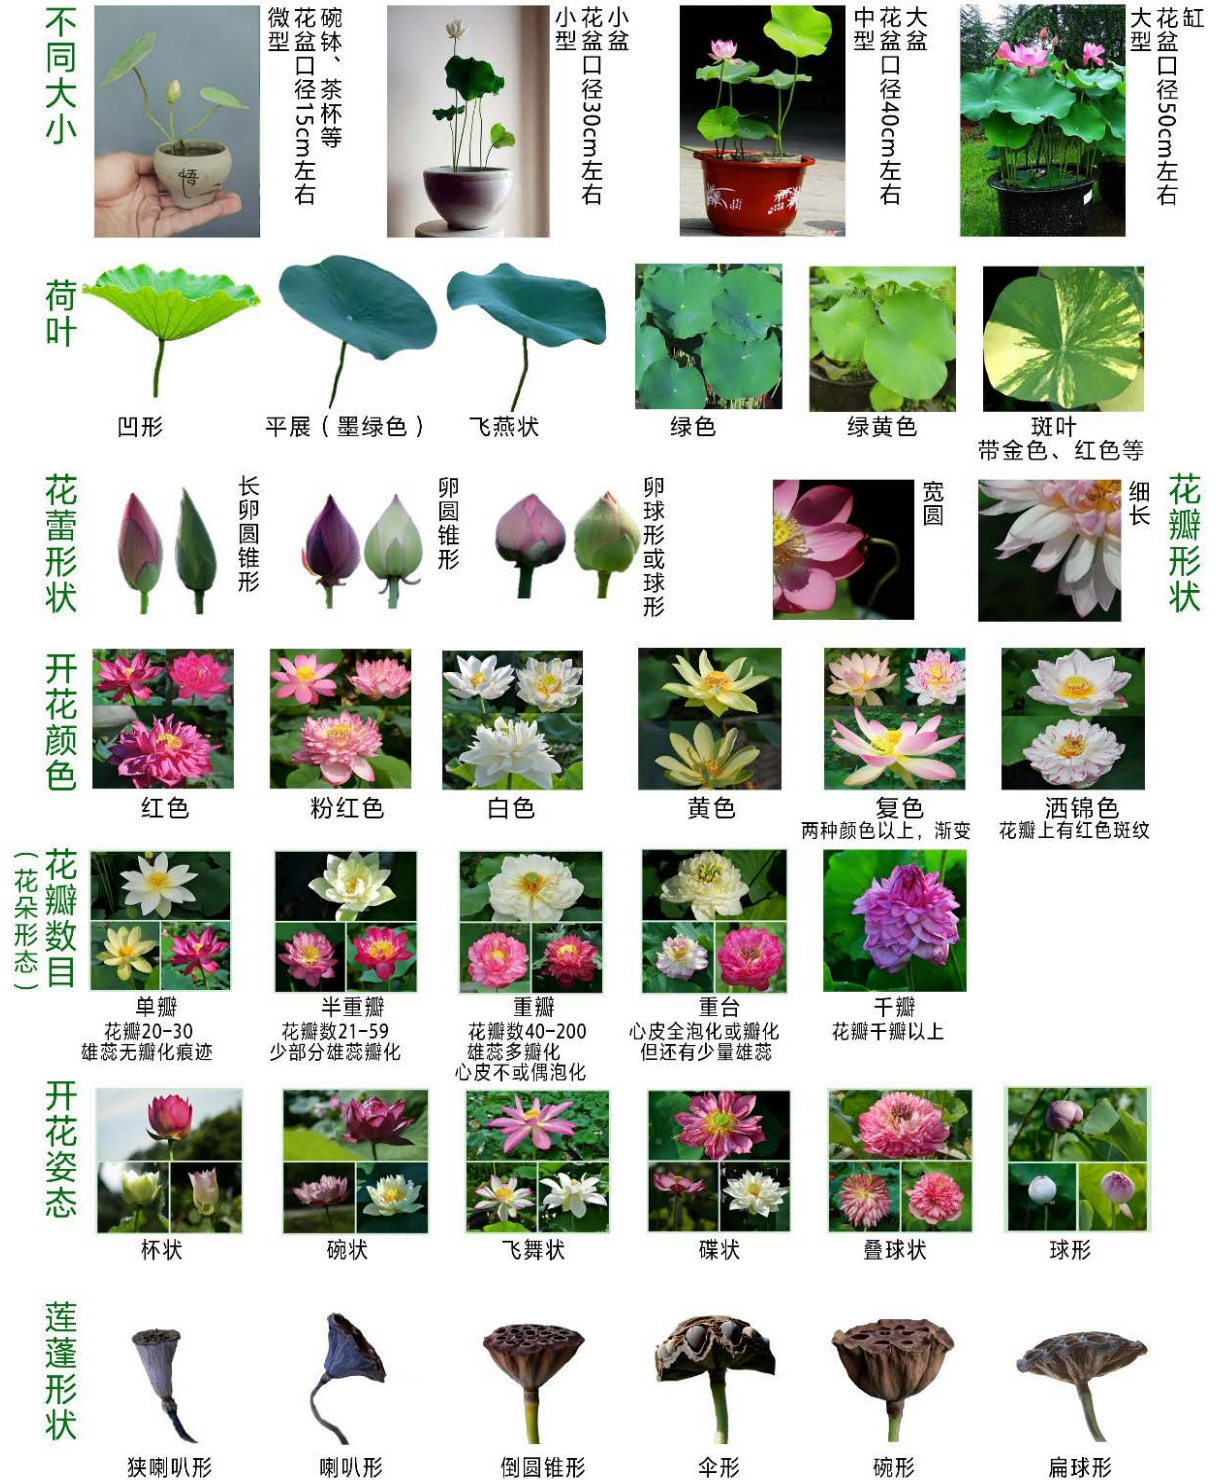 不同大小
微型
花盆口径15cm左右
碗钵、茶杯等
小型
花盆口径30cm左右
小盆
中型
花盆口径40cm左右
大盆
大型
花盆口径50cm左右
缸
悟
荷叶
凹形
平展（墨绿色）
飞燕状
绿色
绿黄色
斑叶
带金色、红色等
花蕾形状
长卵圆锥形
卵圆锥形
卵球形或球形
宽圆
细长
花瓣形状
开花颜色
红色
粉红色
白色
黄色
复色
两种颜色以上，渐变
洒锦色
花瓣上有红色斑纹
花瓣数目
（花朵形态）
单瓣
花瓣20-30
雄蕊无瓣化痕迹
半重瓣
花瓣数21-59
少部分雄蕊瓣化
重瓣
花瓣数40-200
雄蕊多瓣化
心皮不或偶泡化
重台
心皮全泡化或瓣化
但还有少量雄蕊
千瓣
花瓣千瓣以上
开花姿态
杯状
碗状
飞舞状
碟状
叠球状
球形
莲蓬形状
狭喇叭形
喇叭形
倒圆锥形
伞形
碗形
扁球形